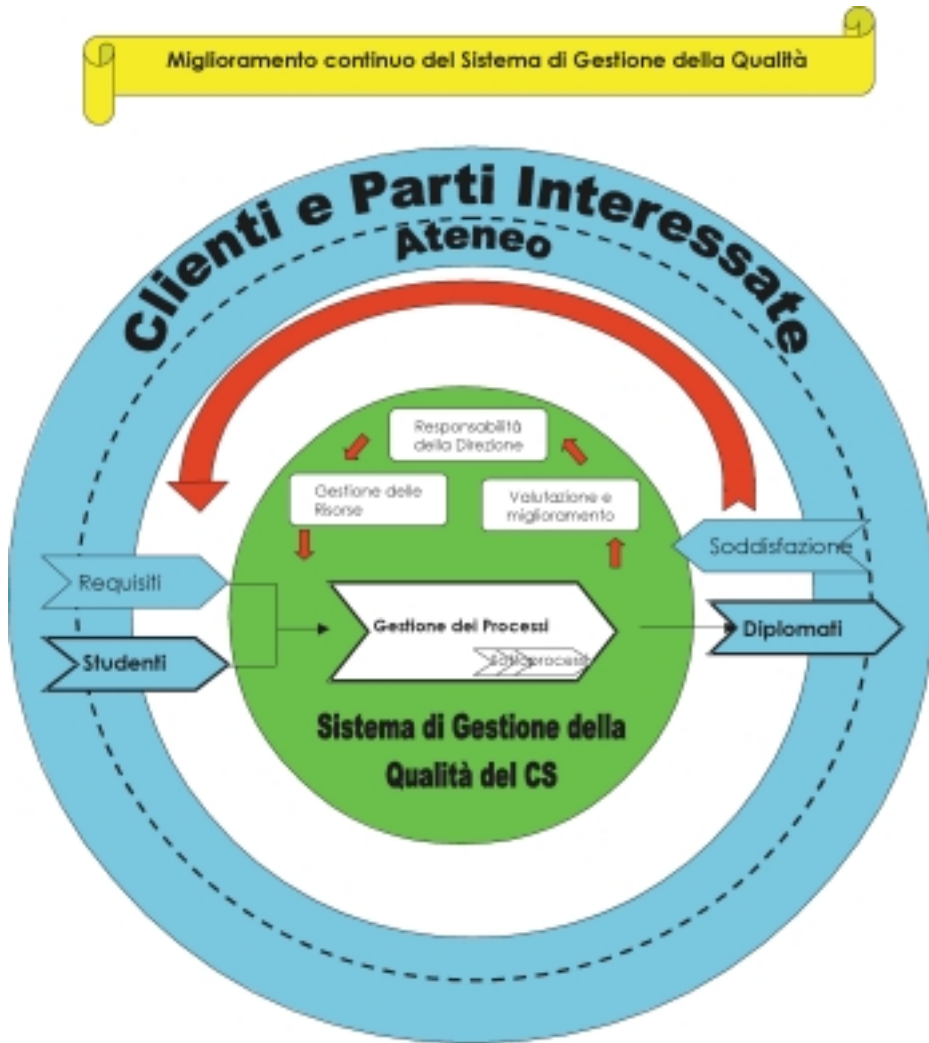 Miglioramento continuo del Sistema di Gestione della Qualità
Clienti e Parti Interessate
Ateneo
Responsabilità
della Direzione
Gestione delle
Risorse
Valutazione e
miglioramento
Soddisfazione
Requisiti
Gestione dei Processi
Diplomati
Studenti
Sottoprocessi
Sistema di Gestione della
Qualità del CS